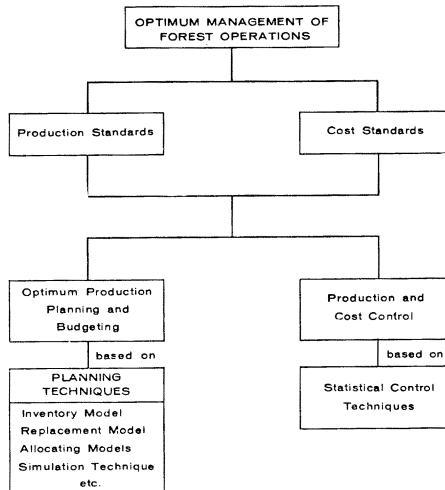 OPTIMUM MANAGEMENT OF
FOREST OPERATIONS
Production Standards
Cost Standards
Optimum Production
Planning and
Budgeting
Production and
Cost Control
based on
based on
PLANNING
TECHNIQUES
Inventory Model
Replacement Model
Allocating Models
Simulation Technique
etc.
Statistical Control
Techniques